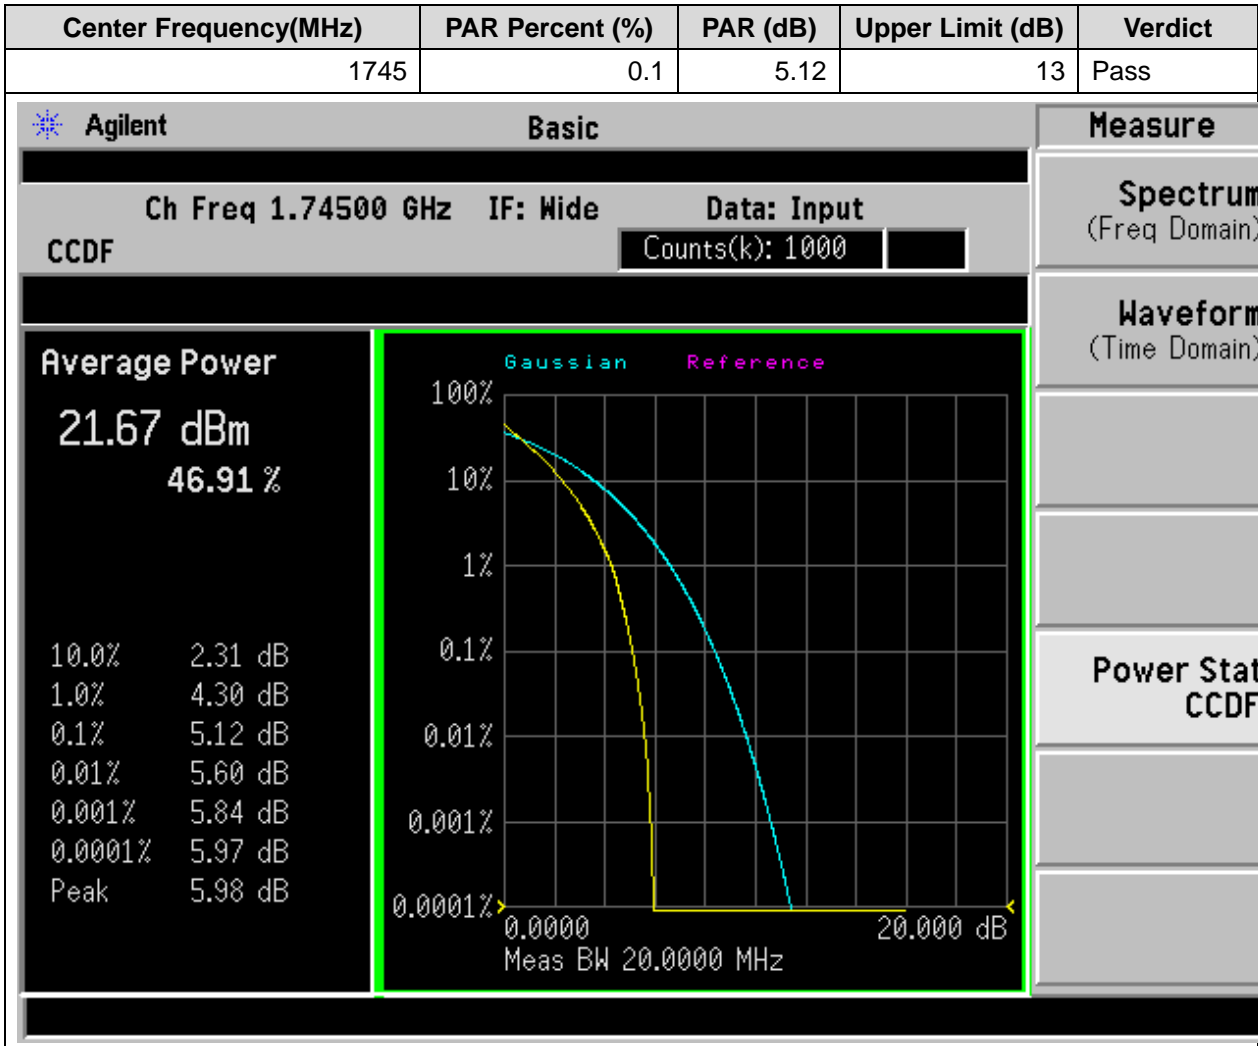 Center Frequency(MHz) PAR Percent (%) PAR (dB) Upper Limit (dB) Verdict
1745 0.1 5.12 13 Pass
Agilent Basic Measure
Ch Freq 1.74500 GHz IF: Wide Data: Input
CCDF Counts(k): 1000
Spectrum
(Freq Domain)
Waveform
(Time Domain)
Power Stat
CCDF
Average Power
21.67 dBm
46.91 %
10.0% 2.31 dB
1.0% 4.30 dB
0.1% 5.12 dB
0.01% 5.60 dB
0.001% 5.84 dB
0.0001% 5.97 dB
Peak 5.98 dB
Gaussian Reference
100%
10%
1%
0.1%
0.01%
0.001%
0.0001%
0.0000 20.000 dB
Meas BW 20.0000 MHz